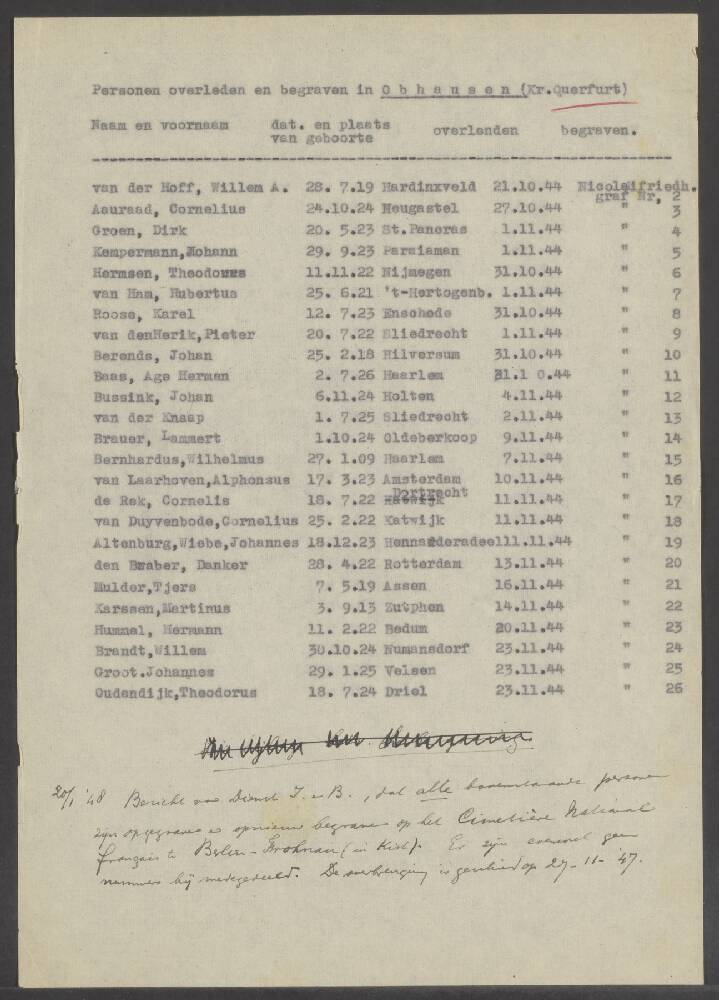 Personen overleden en begraven in O b h a u s e n (Kr.Querfurt)
Naam en voornaam dat. en plaats overlenden begraven.
van geboorte
van der Hoff, Willem A. 28. 7.19 Hardinxveld 21.10.44 Nicolaifriedh.
graf Nr, 2
Aauraad, Cornelius 24.10.24 Neugastel 27.10.44 " 3
Groen, Dirk 20. 5.23 St.Pancras 1.11.44 " 4
Kempermann,Johann 29. 9.23 Parmiaman 1.11.44 " 5
Hermsen, Theodorus 11.11.22 Nijmegen 31.10.44 " 6
van Ham, Hubertus 25. 6.21 't-Hertogenb. 1.11.44 " 7
Roose, Karel 12. 7.23 Enschede 31.10.44 " 8
van denHerik,Pieter 20. 7.22 Sliedrecht 1.11.44 " 9
Berends, Johan 25. 2.18 Hilversum 31.10.44 " 10
Baas, Age Herman 2. 7.26 Haarlem 31.1 0.44 " 11
Bussink, Johan 6.11.24 Holten 4.11.44 " 12
van der Knaap 1. 7.25 Sliedrecht 2.11.44 " 13
Brauer, Lammert 1.10.24 Oldeberkoop 9.11.44 " 14
Bernhardus,Wilhelmus 27. 1.09 Haarlem 7.11.44 " 15
van Laarhoven,Alphonsus 17. 3.23 Amsterdam 10.11.44 " 16
de Rek, Cornelis 18. 7.22 Katwijk Dortrecht 11.11.44 " 17
van Duyvenbode,Cornelius 25. 2.22 Katwijk 11.11.44 " 18
Altenburg,Wiebe,Johannes 18.12.23 Hennaderadeel11.11.44 " 19
den Braber, Danker 28. 4.22 Rotterdam 13.11.44 " 20
Mulder,Tjers 7. 5.19 Assen 16.11.44 " 21
Karssen,Martinus 3. 9.13 Zutphen 14.11.44 " 22
Hummel, Hermann 11. 2.22 Bedum 20.11.44 " 23
Brandt,Willem 30.10.24 Numansdorf 23.11.44 " 24
Groot.Johannes 29. 1.25 Velsen 23.11.44 " 25
Oudendijk,Theodorus 18. 7.24 Driel 23.11.44 " 26
20/1 '48 Bericht van Dienst I. en B., dat alle bovenstaande personen
zijn opgegraven en opnieuw begraven op het Cimetière National
français te (in Kist). Er zijn evenwel geen
nummers bij medegedeeld. De overbrenging is geschied op 27-11-'47.